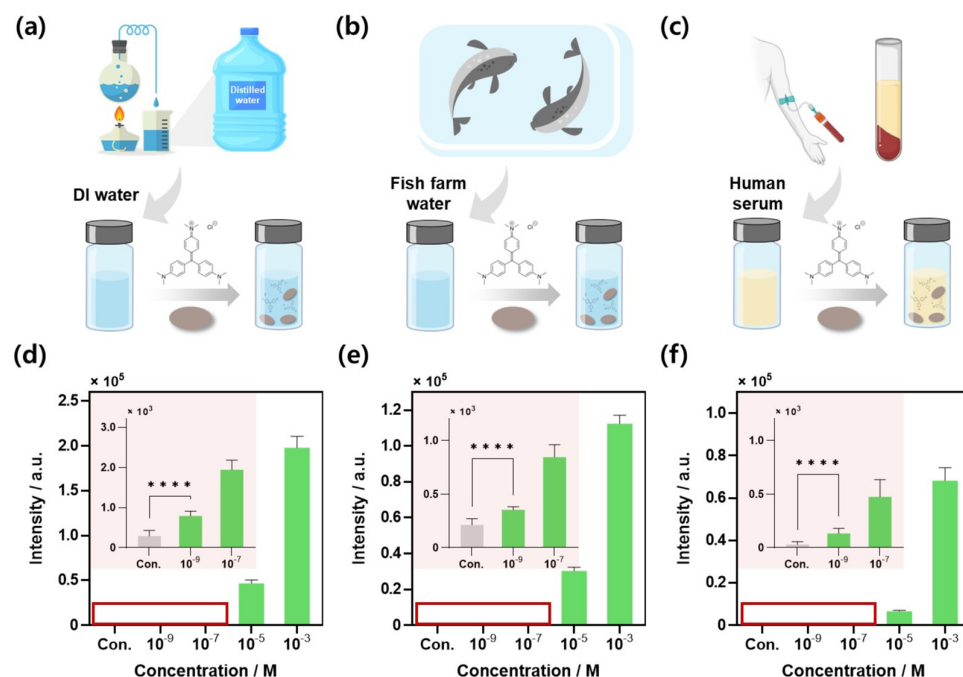 (a)
Distilled
water
DI water
N⊕
Cl⊖
N
N
(b)
Fish farm
water
N⊕
Cl⊖
N
N
(c)
Human
serum
N⊕
Cl⊖
N
N
(d)
× 10⁵
2.5
2.0
1.5
1.0
0.5
0
Intensity / a.u.
× 10³
3.0
2.0
1.0
0
****
Con. 10⁻⁹ 10⁻⁷
Con. 10⁻⁹ 10⁻⁷ 10⁻⁵ 10⁻³
Concentration / M
(e)
× 10⁵
1.2
1.0
0.8
0.6
0.4
0.2
0
Intensity / a.u.
× 10³
1.0
0.5
0
****
Con. 10⁻⁹ 10⁻⁷
Con. 10⁻⁹ 10⁻⁷ 10⁻⁵ 10⁻³
Concentration / M
(f)
× 10⁵
1.0
0.8
0.6
0.4
0.2
0
Intensity / a.u.
× 10³
1.0
0.5
0
****
Con. 10⁻⁹ 10⁻⁷
Con. 10⁻⁹ 10⁻⁷ 10⁻⁵ 10⁻³
Concentration / M